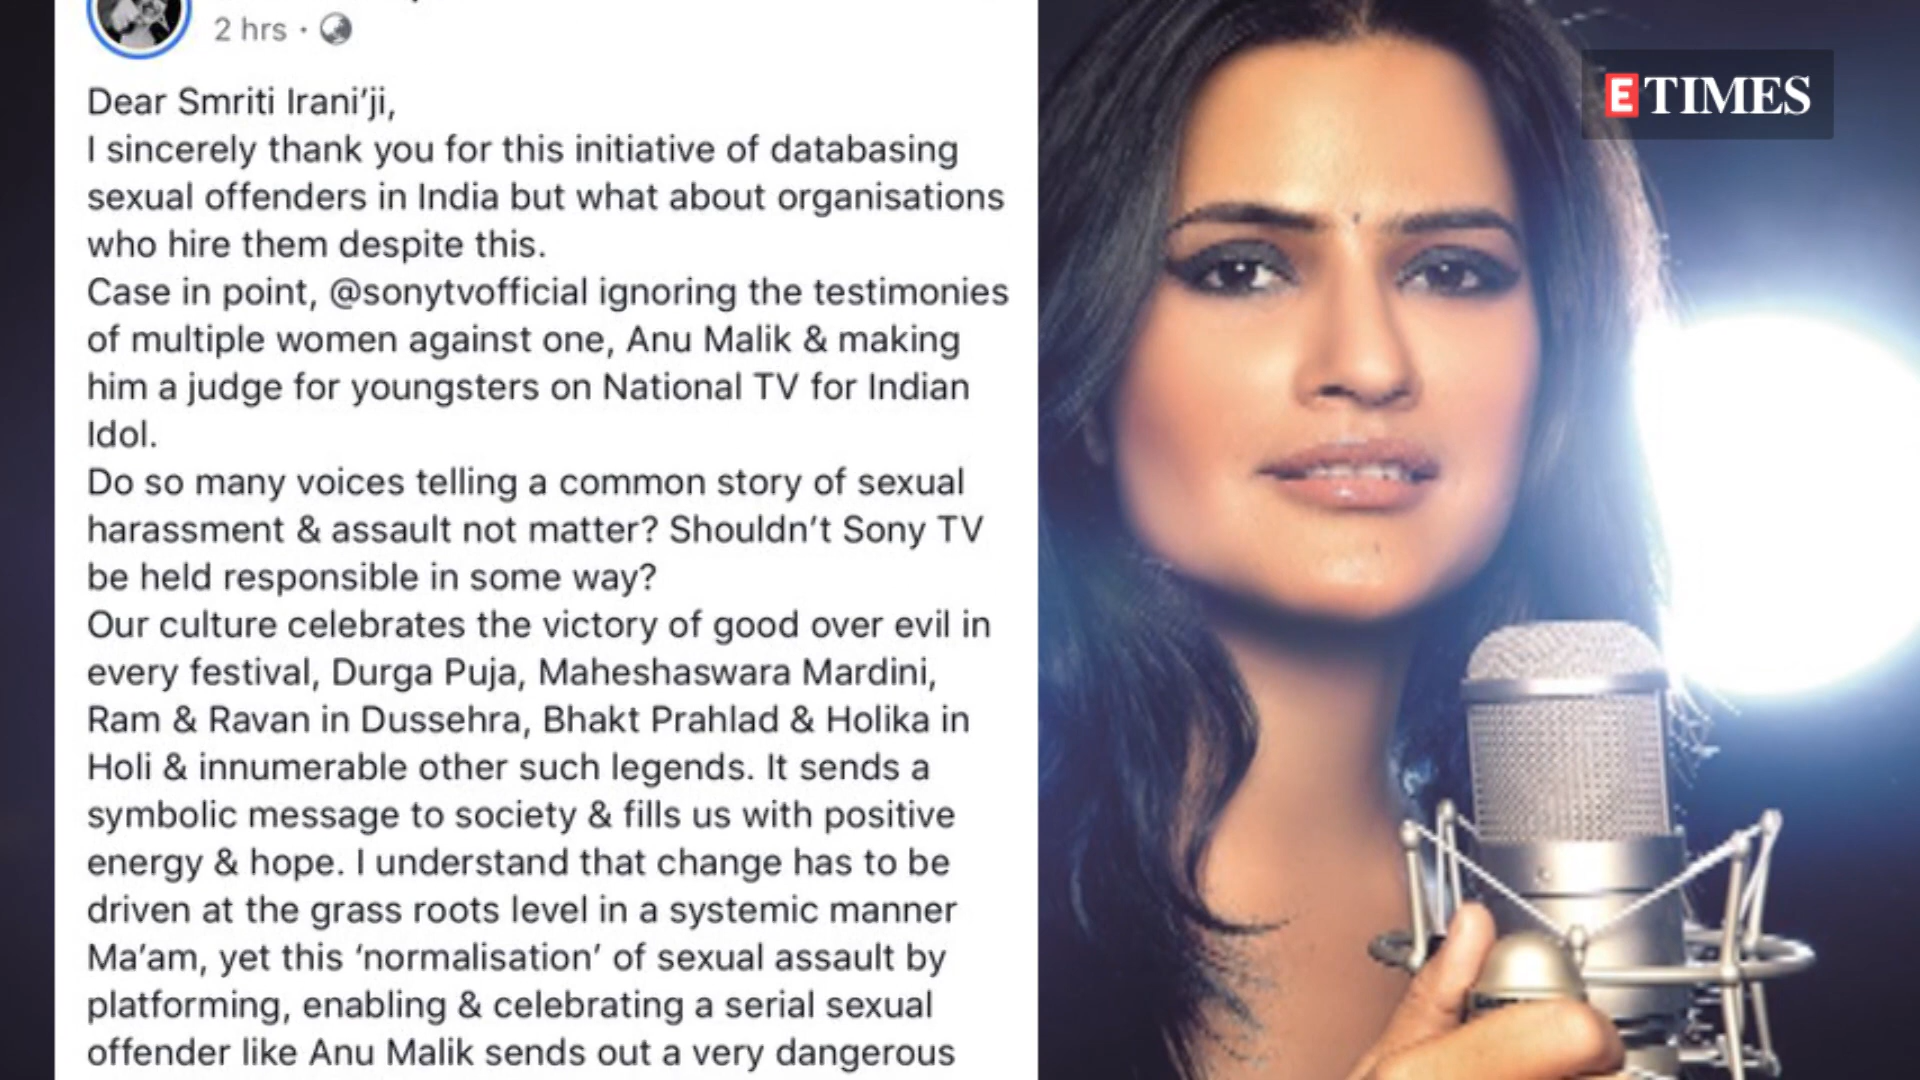 2 hrs ·
Dear Smriti Irani'ji,
I sincerely thank you for this initiative of databasing
sexual offenders in India but what about organisations
who hire them despite this.
Case in point, @sonytvofficial ignoring the testimonies
of multiple women against one, Anu Malik & making
him a judge for youngsters on National TV for Indian
Idol.
Do so many voices telling a common story of sexual
harassment & assault not matter? Shouldn't Sony TV
be held responsible in some way?
Our culture celebrates the victory of good over evil in
every festival, Durga Puja, Maheshaswara Mardini,
Ram & Ravan in Dussehra, Bhakt Prahlad & Holika in
Holi & innumerable other such legends. It sends a
symbolic message to society & fills us with positive
energy & hope. I understand that change has to be
driven at the grass roots level in a systemic manner
Ma'am, yet this 'normalisation' of sexual assault by
platforming, enabling & celebrating a serial sexual
offender like Anu Malik sends out a very dangerous
ETIMES